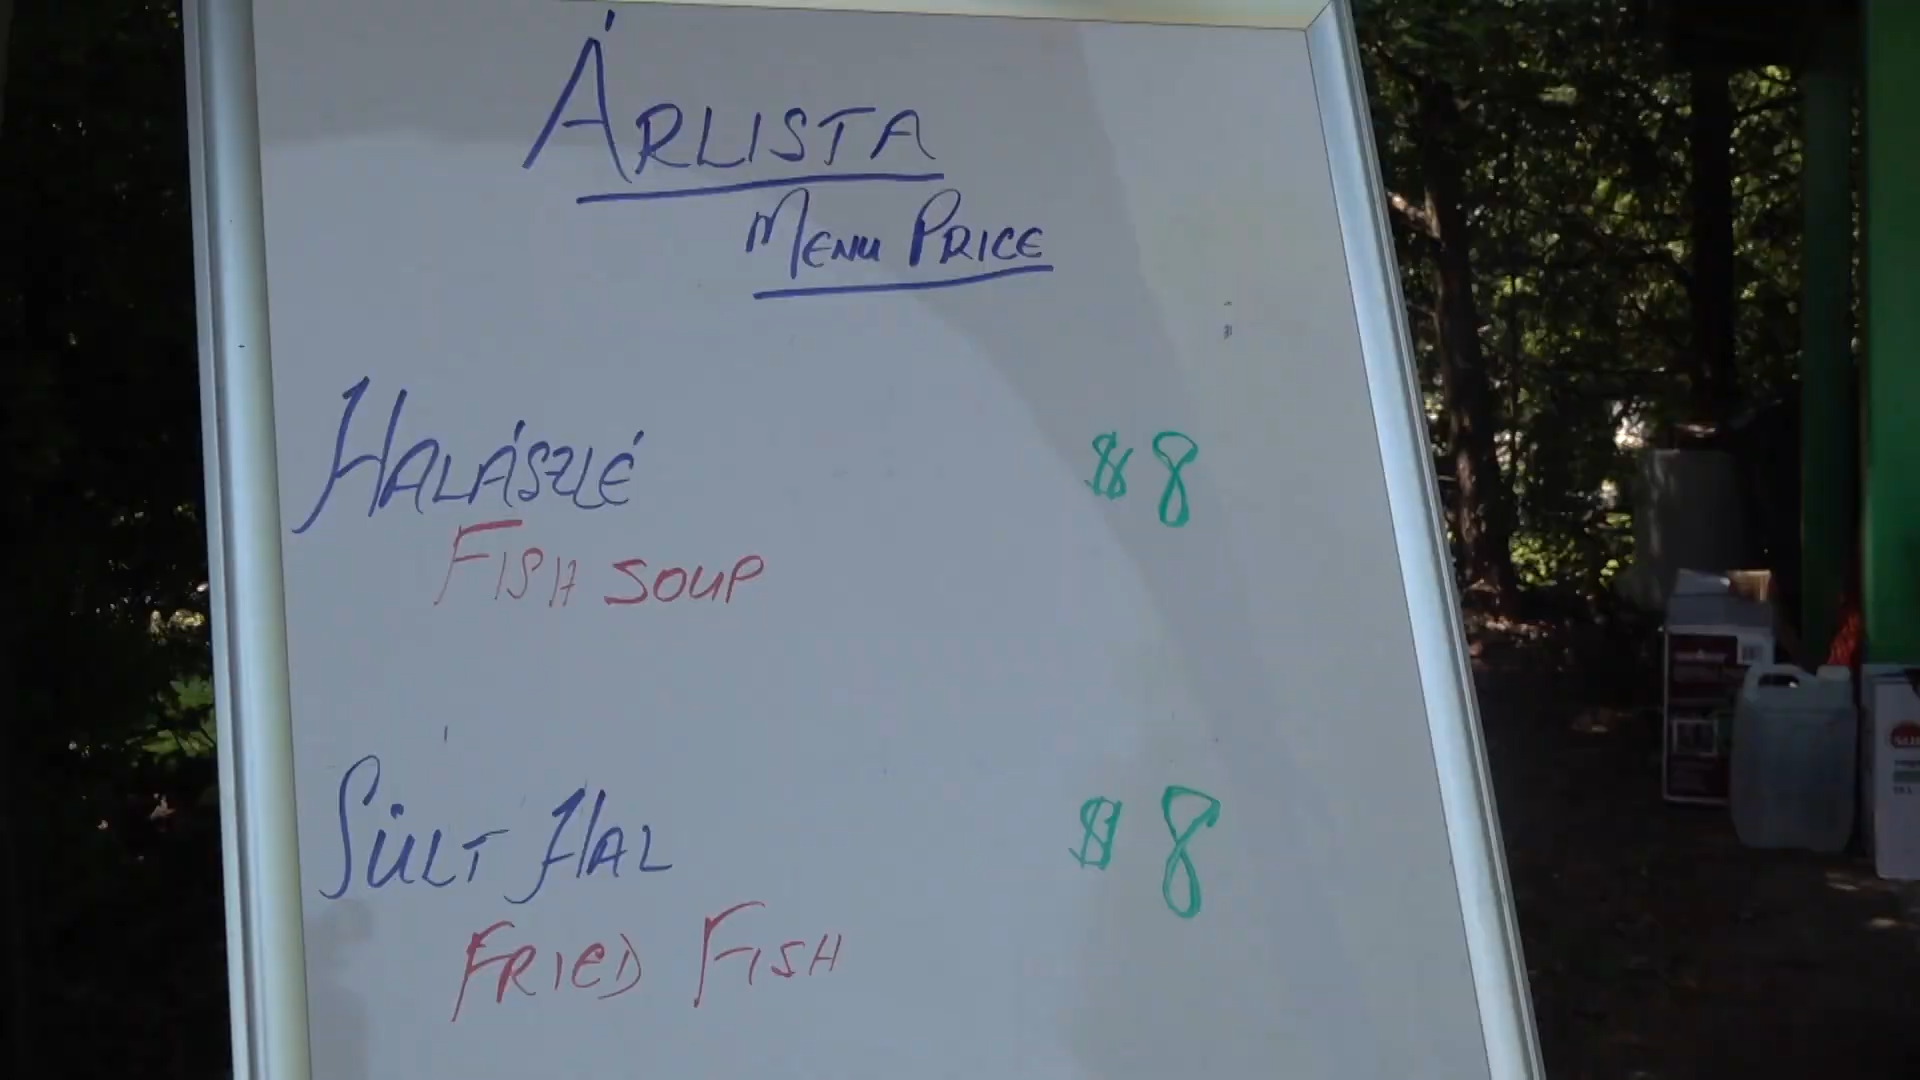 ÁRLISTA
MENU PRICE
HALÁSZLÉ $8
FISH SOUP
SÜLT HAL $8
FRIED FISH